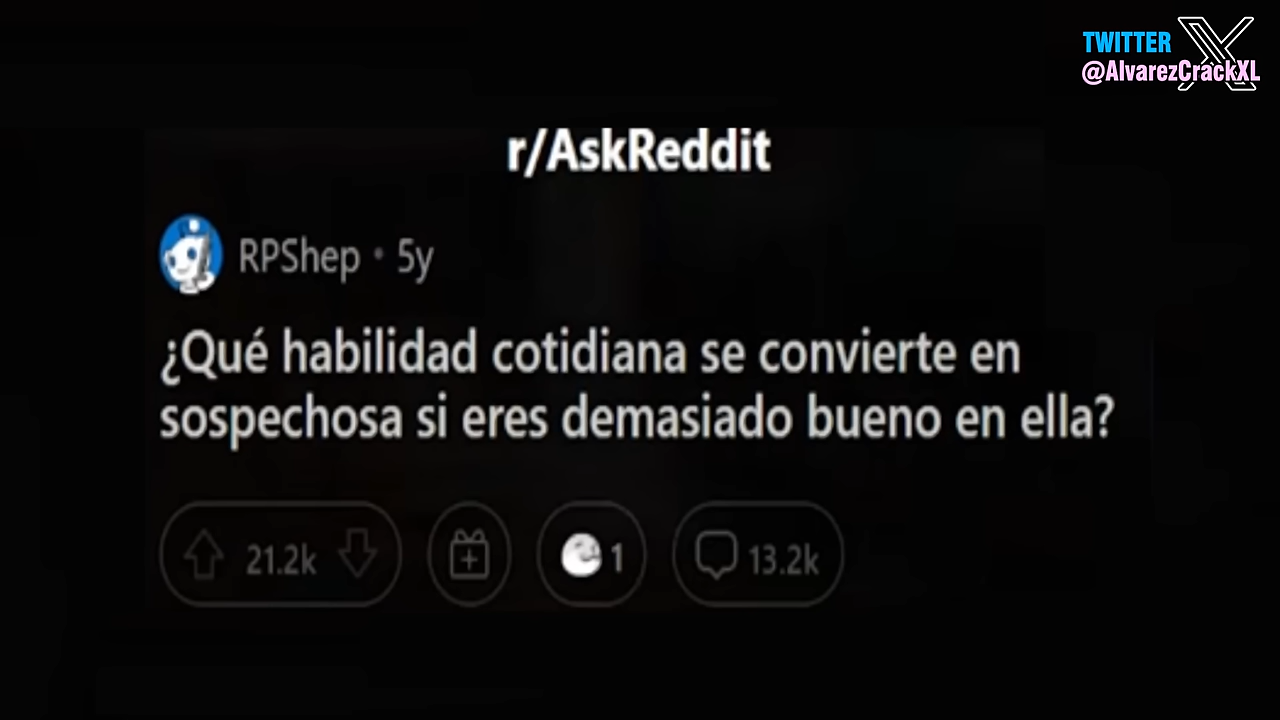 TWITTER
@AlvarezCrackXL
r/AskReddit
RPShep • 5y
¿Qué habilidad cotidiana se convierte en
sospechosa si eres demasiado bueno en ella?
21.2k 1 13.2k